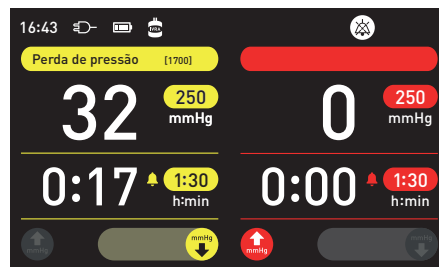 16:43 IVRA
Perda de pressão [1700]
32 250 mmHg
0 250 mmHg
0:17 1:30 h:min
0:00 1:30 h:min
mmHg mmHg mmHg mmHg